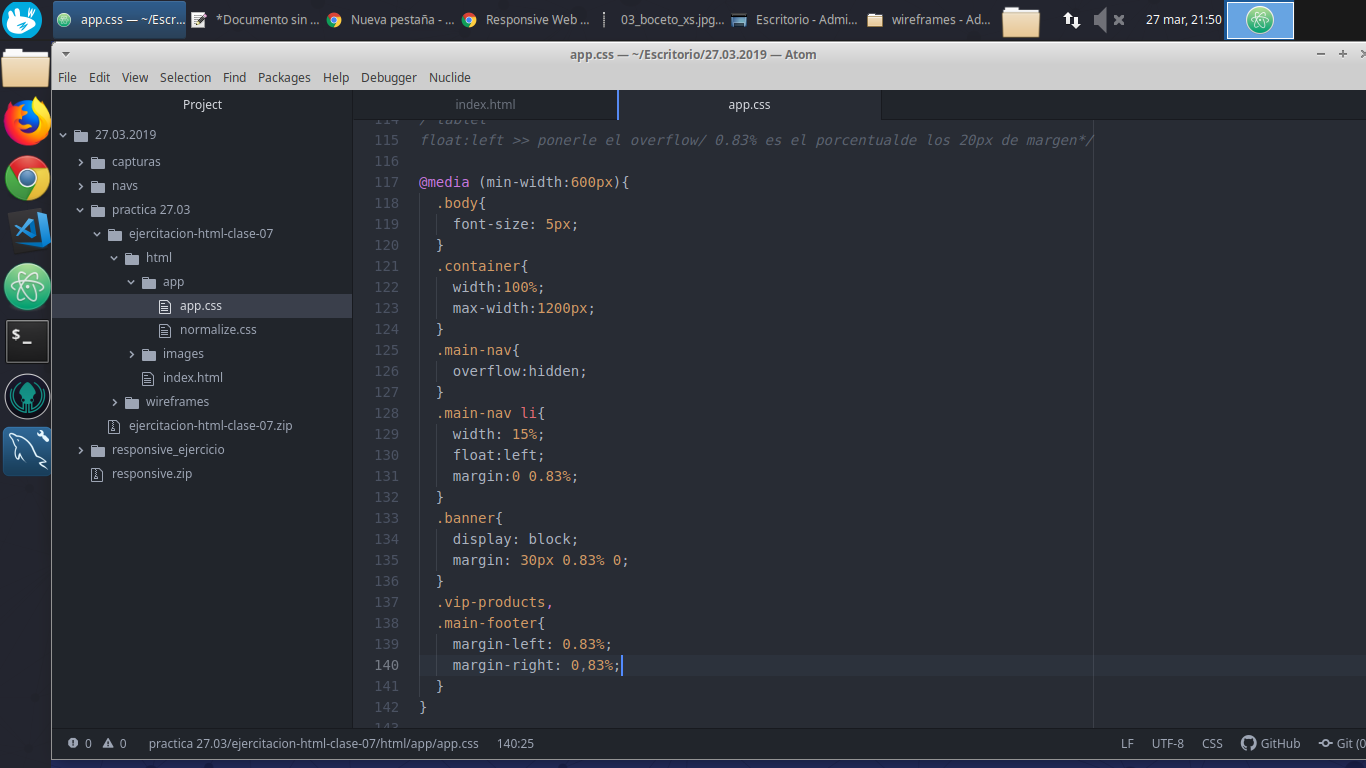 app.css — ~/Escr...
*Documento sin ...
Nueva pestaña - ...
Responsive Web ...
03_boceto_xs.jpg...
Escritorio - Admi...
wireframes - Ad...
27 mar, 21:50
app.css — ~/Escritorio/27.03.2019 — Atom
File Edit View Selection Find Packages Help Debugger Nuclide
Project
index.html
app.css
27.03.2019
capturas
navs
practica 27.03
ejercitacion-html-clase-07
html
app
app.css
normalize.css
images
index.html
wireframes
ejercitacion-html-clase-07.zip
responsive_ejercicio
responsive.zip
$_
114 / tablet
115 float:left >> ponerle el overflow/ 0.83% es el porcentualde los 20px de margen*/
116
117 @media (min-width:600px){
118 .body{
119 font-size: 5px;
120 }
121 .container{
122 width:100%;
123 max-width:1200px;
124 }
125 .main-nav{
126 overflow:hidden;
127 }
128 .main-nav li{
129 width: 15%;
130 float:left;
131 margin:0 0.83%;
132 }
133 .banner{
134 display: block;
135 margin: 30px 0.83% 0;
136 }
137 .vip-products,
138 .main-footer{
139 margin-left: 0.83%;
140 margin-right: 0,83%;
141 }
142 }
143
0 0 practica 27.03/ejercitacion-html-clase-07/html/app/app.css 140:25 LF UTF-8 CSS GitHub Git (0